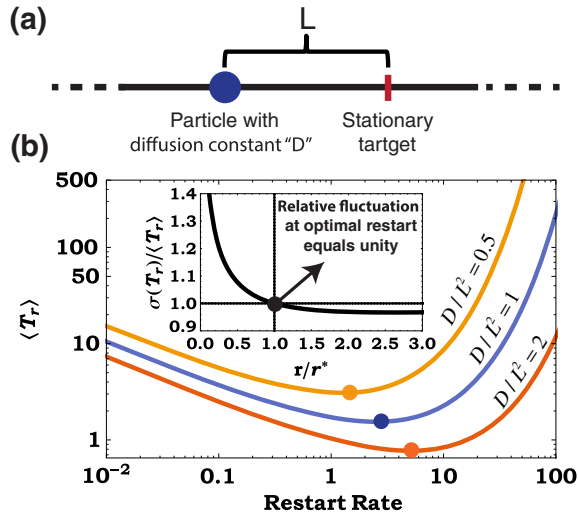 (a)
L
Particle with
diffusion constant "D"
Stationary
tartget
(b)
500
100
50
10
1
⟨Tr⟩
1.4
1.3
1.2
1.1
1.0
0.9
σ(Tr)/⟨Tr⟩
Relative fluctuation
at optimal restart
equals unity
0.0 0.5 1.0 1.5 2.0 2.5 3.0
r/r*
D/L²=0.5
D/L²=1
D/L²=2
10⁻² 0.1 1 10 100
Restart Rate